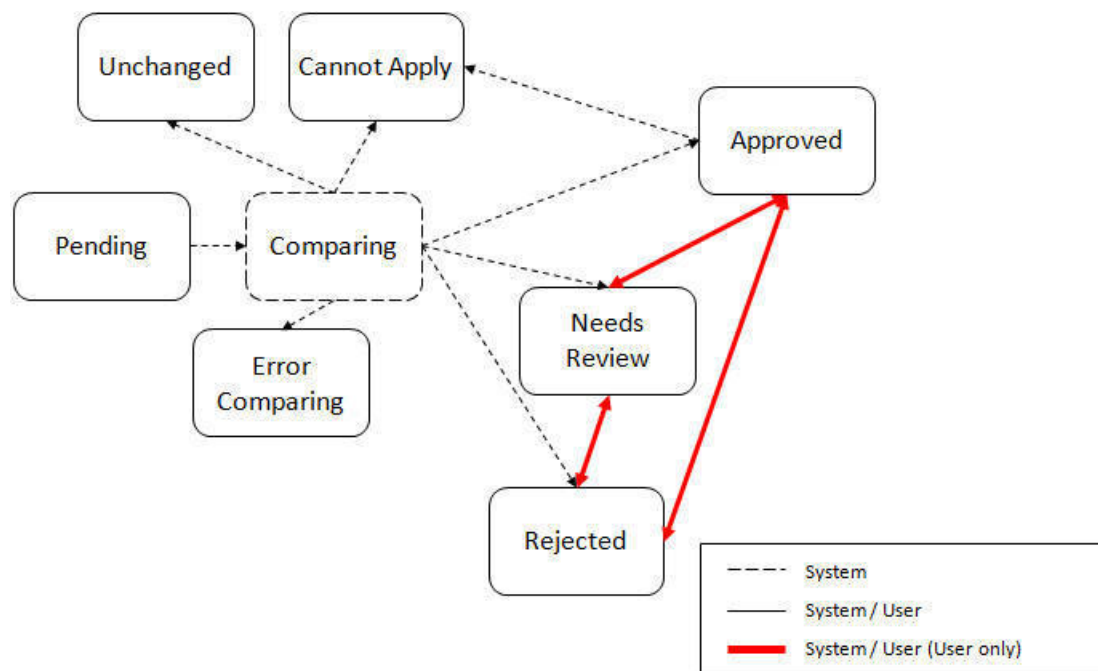 Unchanged
Cannot Apply
Approved
Pending
Comparing
Needs
Review
Error
Comparing
Rejected
System
System / User
System / User (User only)